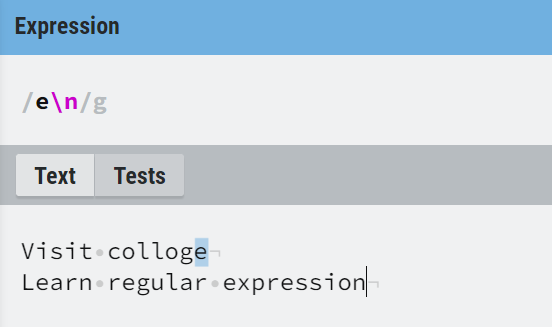 Expression
/e\n/g
Text Tests
Visit colloge
Learn regular expression